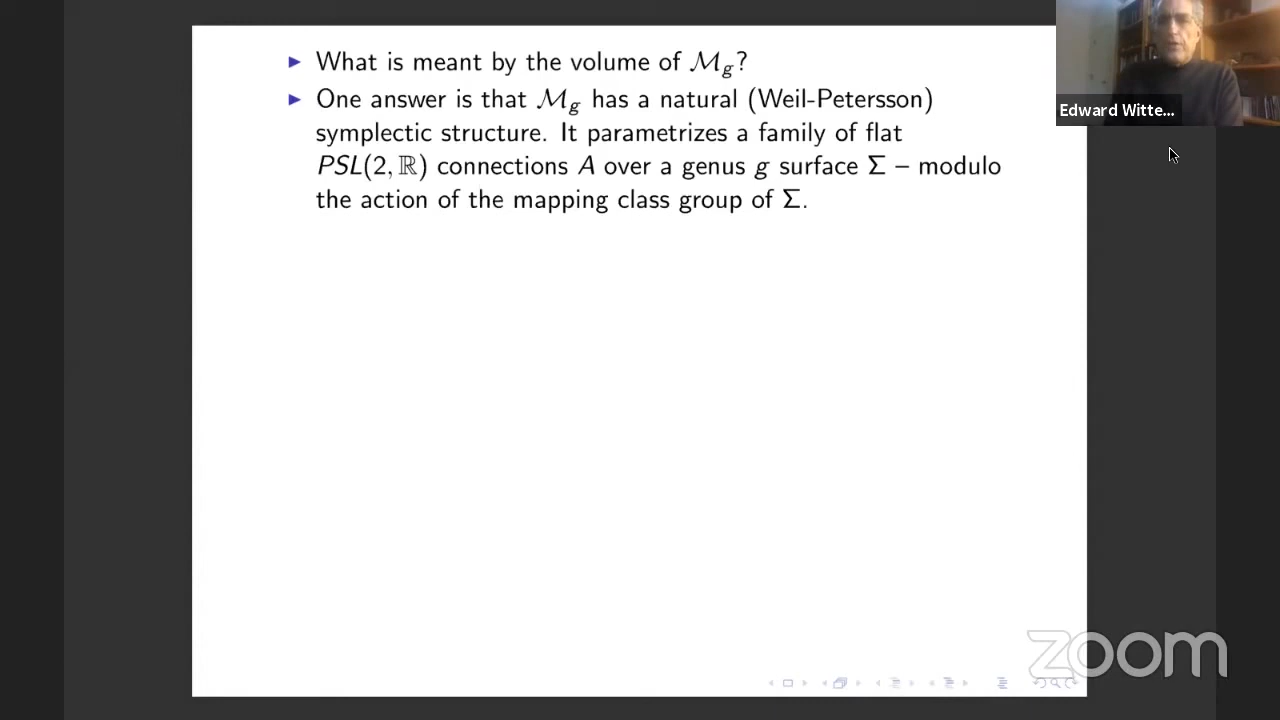 ▶ What is meant by the volume of ℳg?
▶ One answer is that ℳg has a natural (Weil-Petersson)
symplectic structure. It parametrizes a family of flat
PSL(2, ℝ) connections A over a genus g surface Σ – modulo
the action of the mapping class group of Σ.
Edward Witte...
zoom